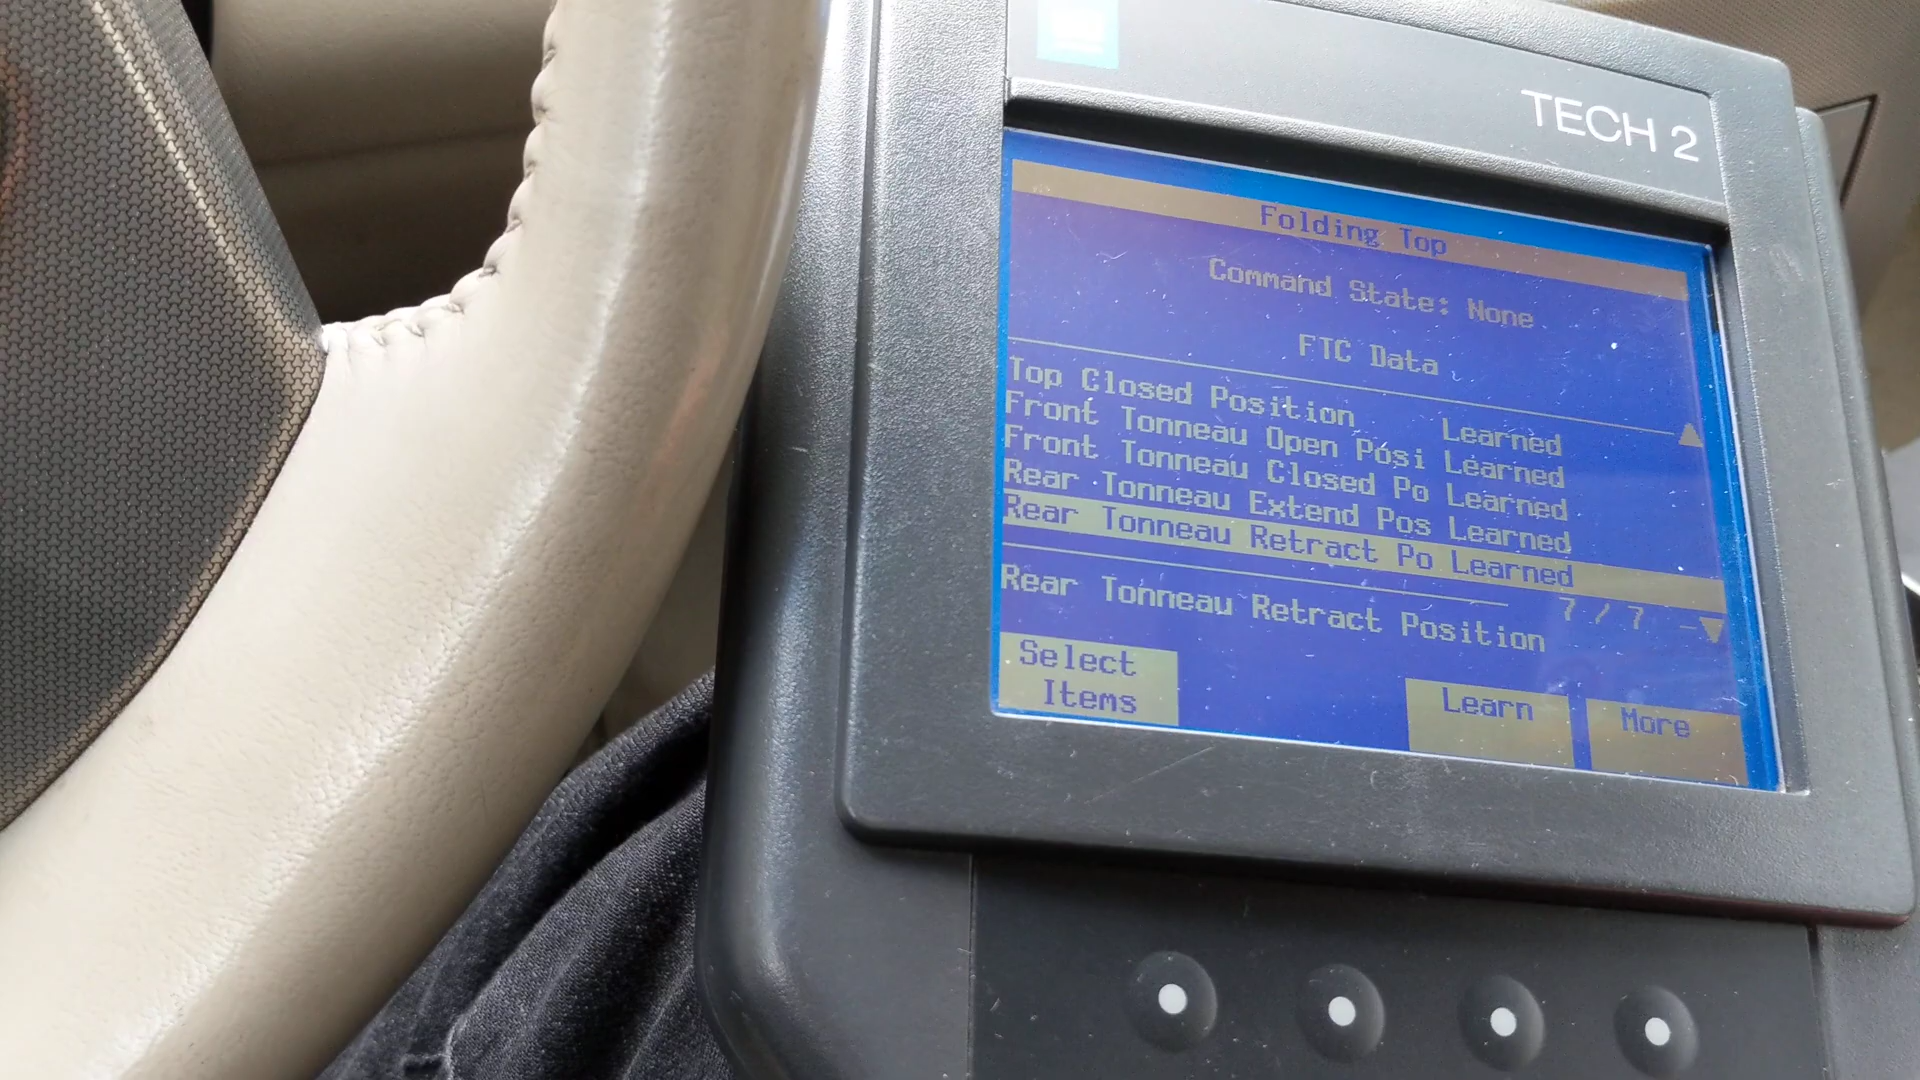 TECH 2
Folding Top
Command State: None
FTC Data
Top Closed Position Learned
Front Tonneau Open Posi Learned
Front Tonneau Closed Po Learned
Rear Tonneau Extend Pos Learned
Rear Tonneau Retract Po Learned
7 / 7
Rear Tonneau Retract Position
Select Items
Learn
More